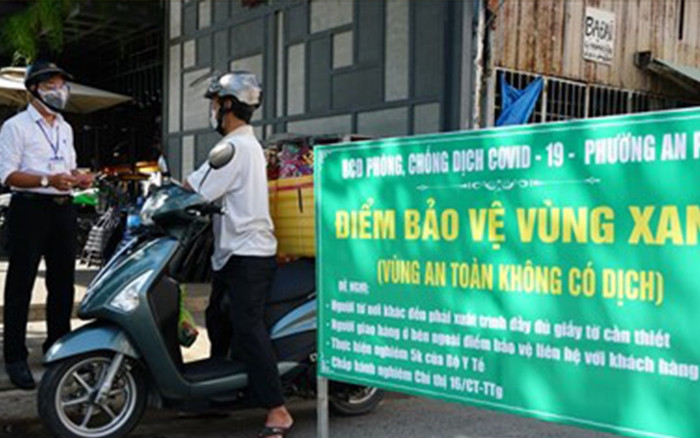 BCĐ PHÒNG, CHỐNG DỊCH COVID - 19 - PHƯỜNG AN
ĐIỂM BẢO VỆ VÙNG XAN
(VÙNG AN TOÀN KHÔNG CÓ DỊCH)
ĐỀ NGHỊ:
- Người từ nơi khác đến phải xuất trình đầy đủ giấy tờ cần thiết
- Người giao hàng ở bên ngoài điểm bảo vệ liên hệ với khách hàng
- Thực hiện nghiêm 5k của Bộ Y Tế
- Chấp hành nghiêm Chỉ thị 16/CT-TTg